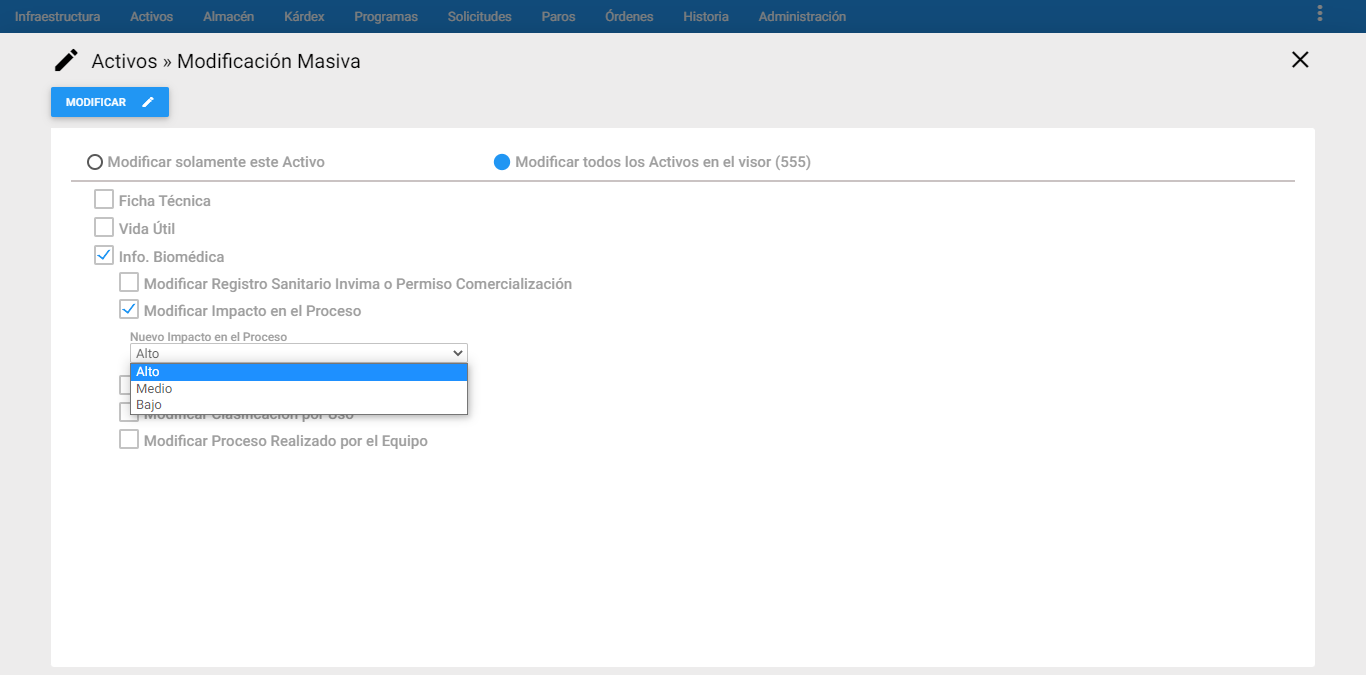 Infraestructura Activos Almacén Kárdex Programas Solicitudes Paros Órdenes Historia Administración
Activos » Modificación Masiva
MODIFICAR
Modificar solamente este Activo Modificar todos los Activos en el visor (555)
Ficha Técnica
Vida Útil
Info. Biomédica
Modificar Registro Sanitario Invima o Permiso Comercialización
Modificar Impacto en el Proceso
Nuevo Impacto en el Proceso
Alto
Alto
Medio
Bajo
Modificar Clasificación por Uso
Modificar Proceso Realizado por el Equipo